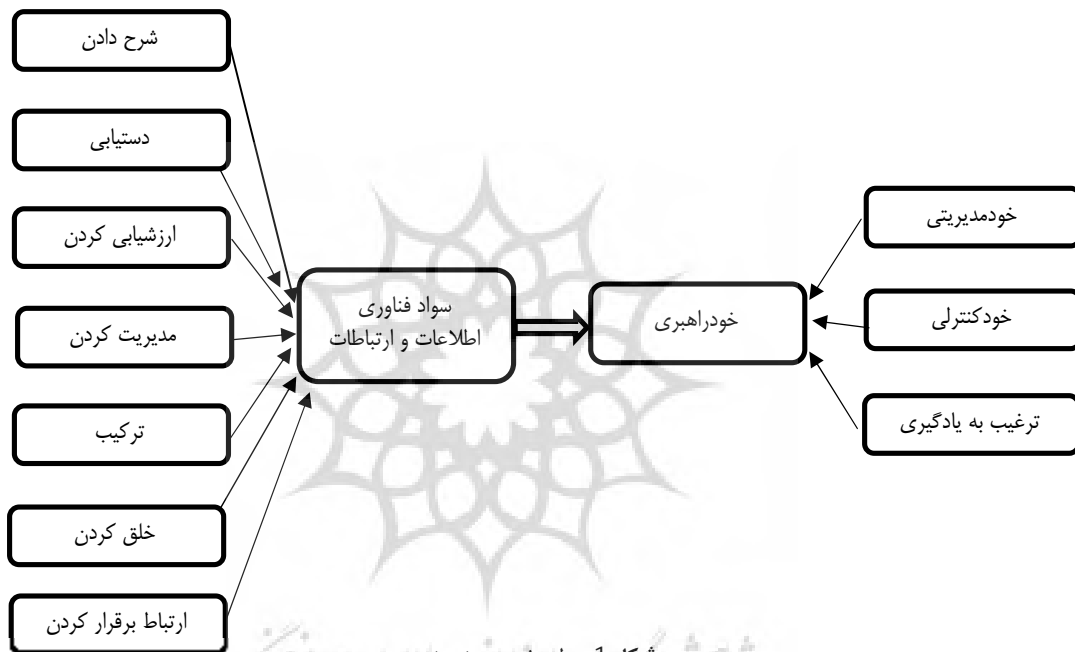 شرح دادن
دستیابی
ارزشیابی کردن
مدیریت کردن
ترکیب
خلق کردن
ارتباط برقرار کردن
سواد فناوری
اطلاعات و ارتباطات
خودراهبری
خودمدیریتی
خودکنترلی
ترغیب به یادگیری